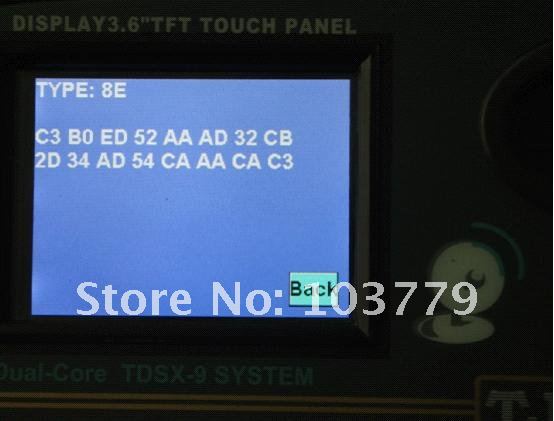 DISPLAY3.6"TFT TOUCH PANEL
TYPE: 8E
C3 B0 ED 52 AA AD 32 CB
2D 34 AD 54 CA AA CA C3
Back
Store No: 103779
Dual-Core TDSX-9 SYSTEM